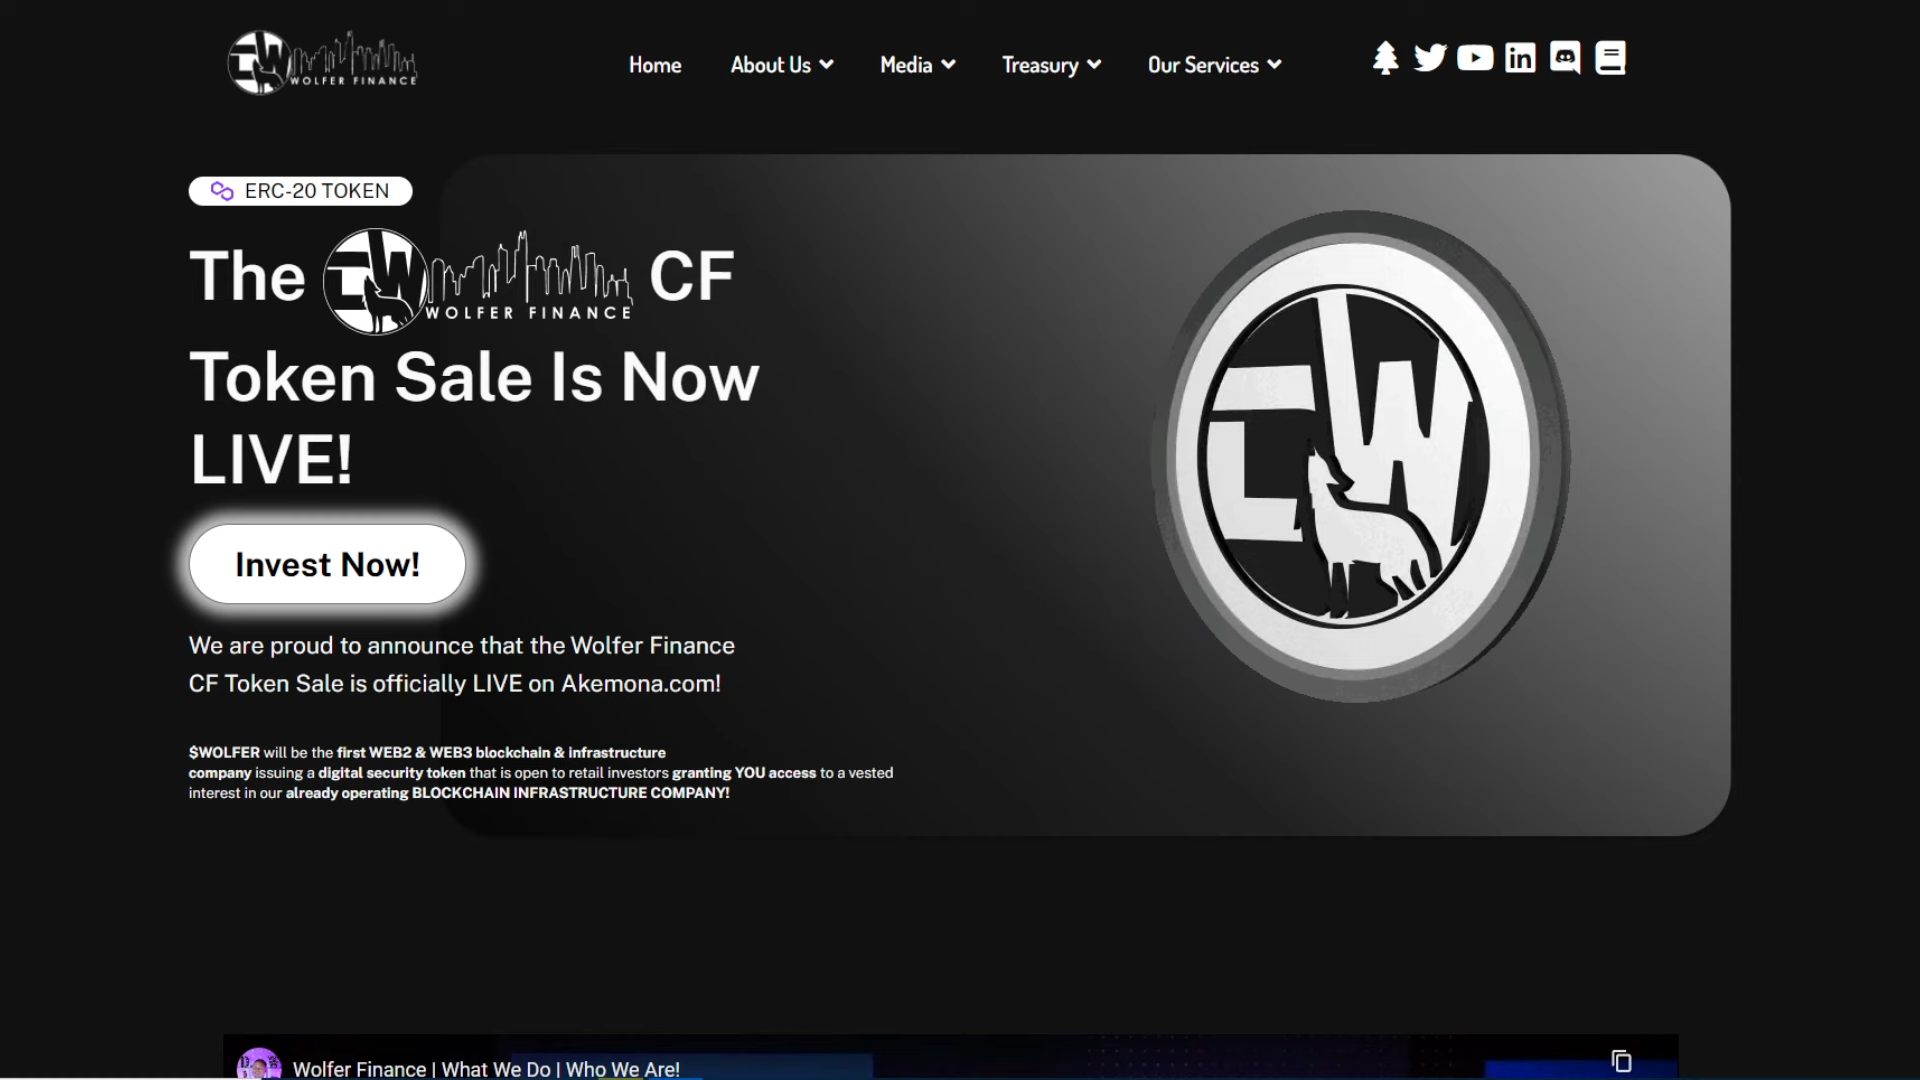 WOLFER FINANCE
Home
About Us
Media
Treasury
Our Services
ERC-20 TOKEN
The WOLFER FINANCE CF
Token Sale Is Now
LIVE!
Invest Now!
We are proud to announce that the Wolfer Finance
CF Token Sale is officially LIVE on Akemona.com!
$WOLFER will be the first WEB2 & WEB3 blockchain & infrastructure
company issuing a digital security token that is open to retail investors granting YOU access to a vested
interest in our already operating BLOCKCHAIN INFRASTRUCTURE COMPANY!
Wolfer Finance | What We Do | Who We Are!